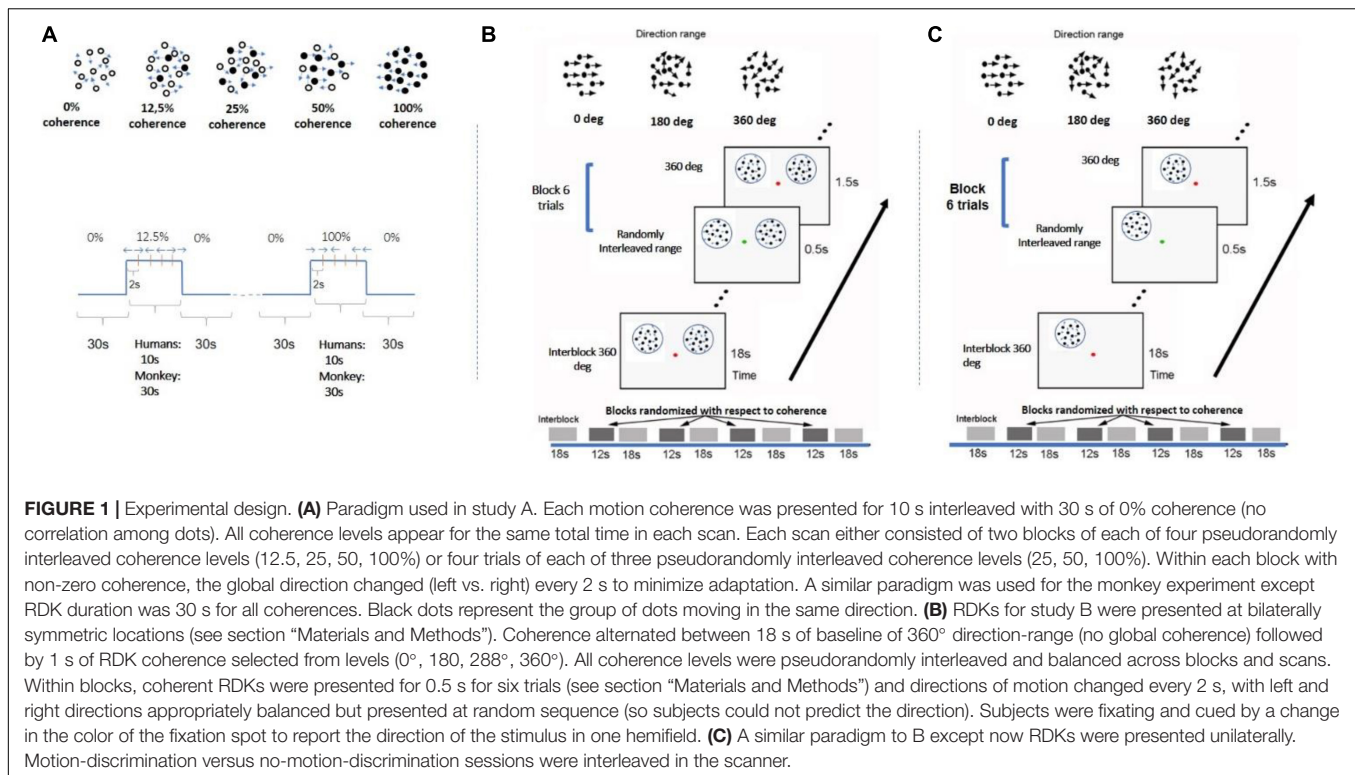 A
0% coherence
12,5% coherence
25% coherence
50% coherence
100% coherence
0%
12.5%
0%
0%
100%
0%
2s
2s
30s
Humans:
10s
Monkey:
30s
30s
30s
Humans:
10s
Monkey:
30s
30s
B
Direction range
0 deg
180 deg
360 deg
360 deg
Block 6
trials
1.5s
Randomly
Interleaved range
0.5s
Interblock 360
deg
18s
Time
Blocks randomized with respect to coherence
Interblock
18s 12s 18s 12s 18s 12s 18s 12s 18s
C
Direction range
0 deg
180 deg
360 deg
360 deg
Block
6 trials
1.5s
Randomly
Interleaved range
0.5s
Interblock 360
deg
18s
Time
Blocks randomized with respect to coherence
Interblock
18s 12s 18s 12s 18s 12s 18s 12s 18s
FIGURE 1 | Experimental design. (A) Paradigm used in study A. Each motion coherence was presented for 10 s interleaved with 30 s of 0% coherence (no
correlation among dots). All coherence levels appear for the same total time in each scan. Each scan either consisted of two blocks of each of four pseudorandomly
interleaved coherence levels (12.5, 25, 50, 100%) or four trials of each of three pseudorandomly interleaved coherence levels (25, 50, 100%). Within each block with
non-zero coherence, the global direction changed (left vs. right) every 2 s to minimize adaptation. A similar paradigm was used for the monkey experiment except
RDK duration was 30 s for all coherences. Black dots represent the group of dots moving in the same direction. (B) RDKs for study B were presented at bilaterally
symmetric locations (see section “Materials and Methods”). Coherence alternated between 18 s of baseline of 360° direction-range (no global coherence) followed
by 1 s of RDK coherence selected from levels (0°, 180, 288°, 360°). All coherence levels were pseudorandomly interleaved and balanced across blocks and scans.
Within blocks, coherent RDKs were presented for 0.5 s for six trials (see section “Materials and Methods”) and directions of motion changed every 2 s, with left and
right directions appropriately balanced but presented at random sequence (so subjects could not predict the direction). Subjects were fixating and cued by a change
in the color of the fixation spot to report the direction of the stimulus in one hemifield. (C) A similar paradigm to B except now RDKs were presented unilaterally.
Motion-discrimination versus no-motion-discrimination sessions were interleaved in the scanner.